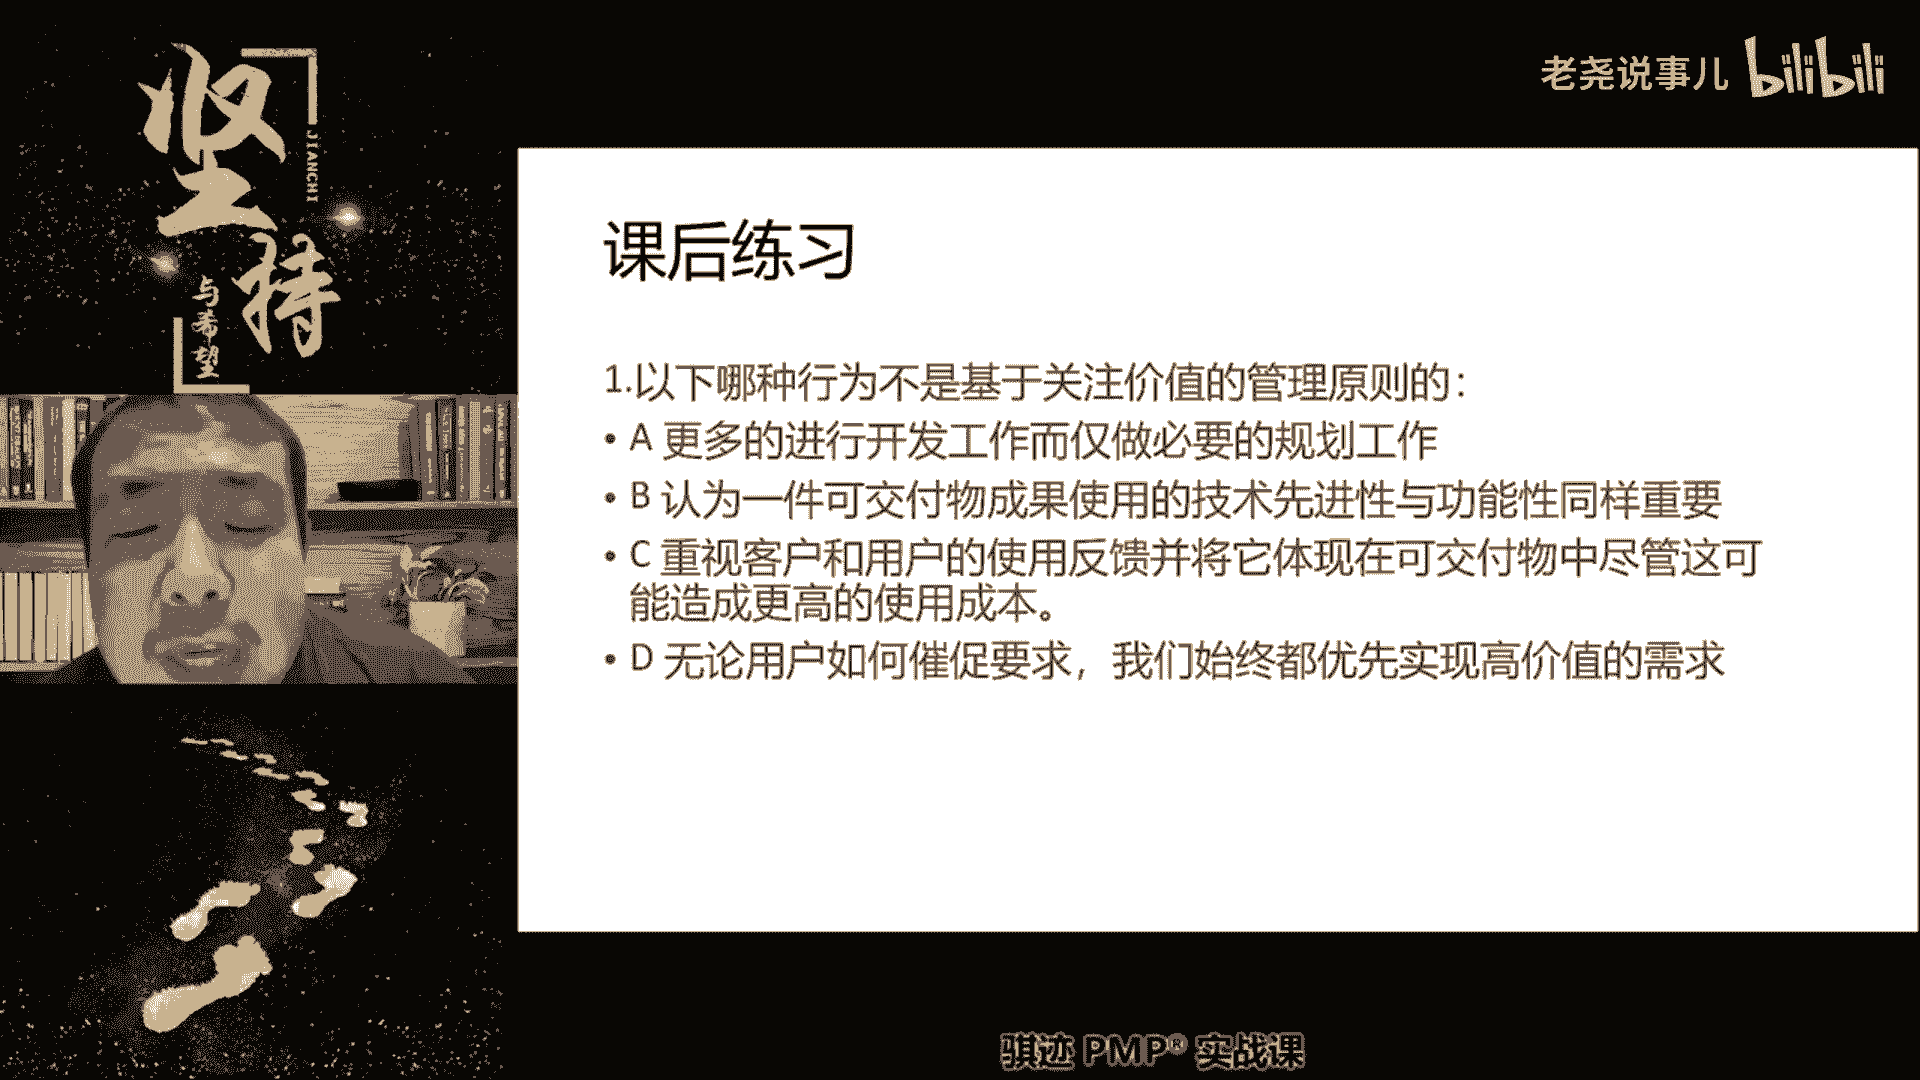 坚持
JIANCHI
与希望
老尧说事儿 bilibili
课后练习
1.以下哪种行为不是基于关注价值的管理原则的：
• A 更多的进行开发工作而仅做必要的规划工作
• B 认为一件可交付物成果使用的技术先进性与功能性同样重要
• C 重视客户和用户的使用反馈并将它体现在可交付物中尽管这可
能造成更高的使用成本。
• D 无论用户如何催促要求，我们始终都优先实现高价值的需求
骐迹 PMP® 实战课